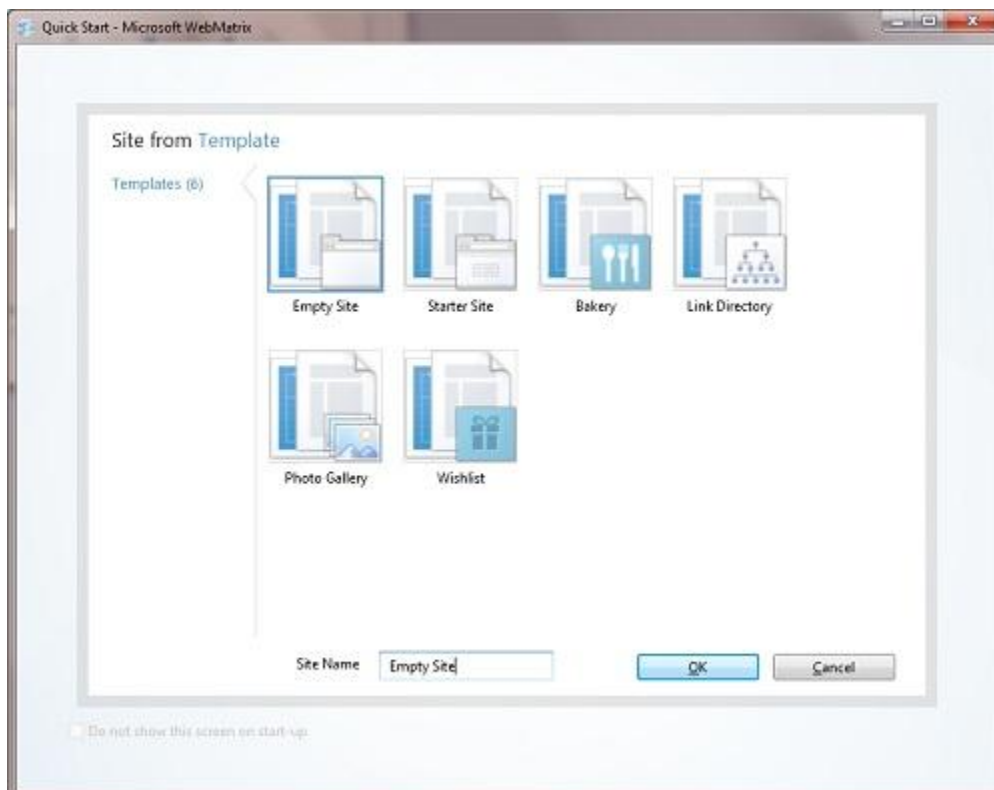 Quick Start - Microsoft WebMatrix
Site from Template
Templates (6)
Empty Site
Starter Site
Bakery
Link Directory
Photo Gallery
Wishlist
Site Name
Empty Site
OK
Cancel
Do not show this screen on start-up